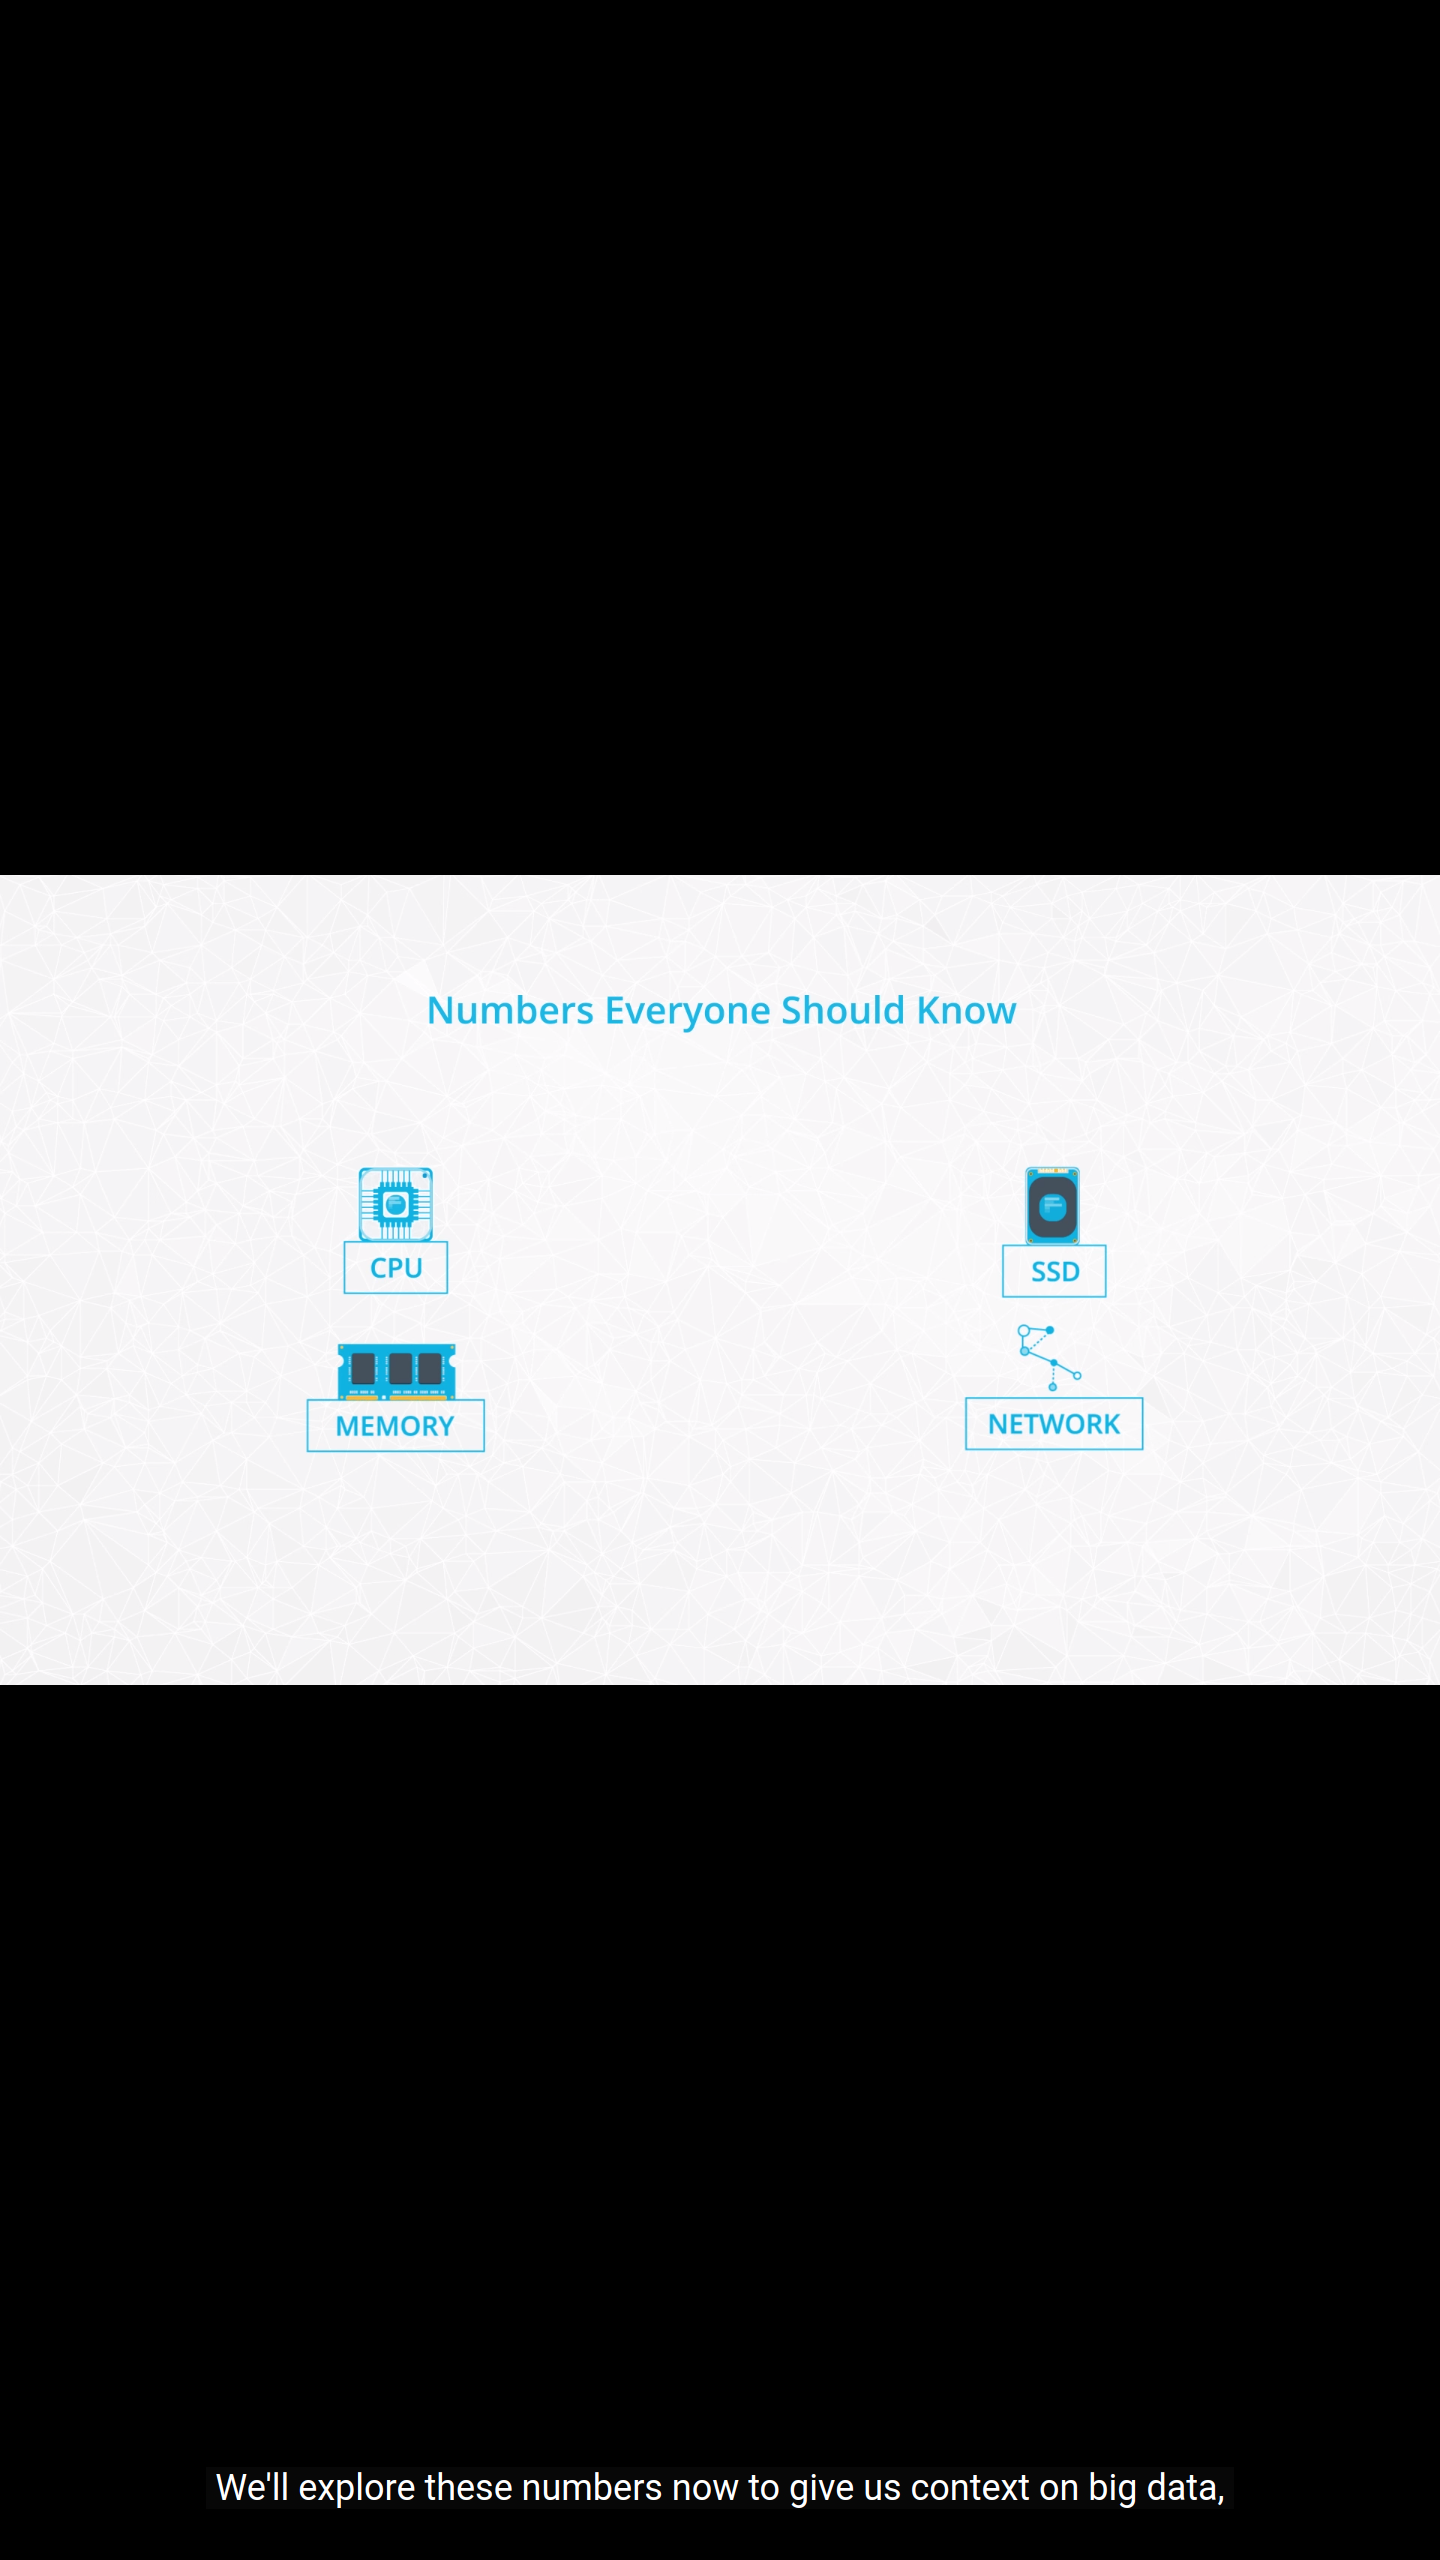 Numbers Everyone Should Know
CPU
SSD
MEMORY
NETWORK
We'll explore these numbers now to give us context on big data,